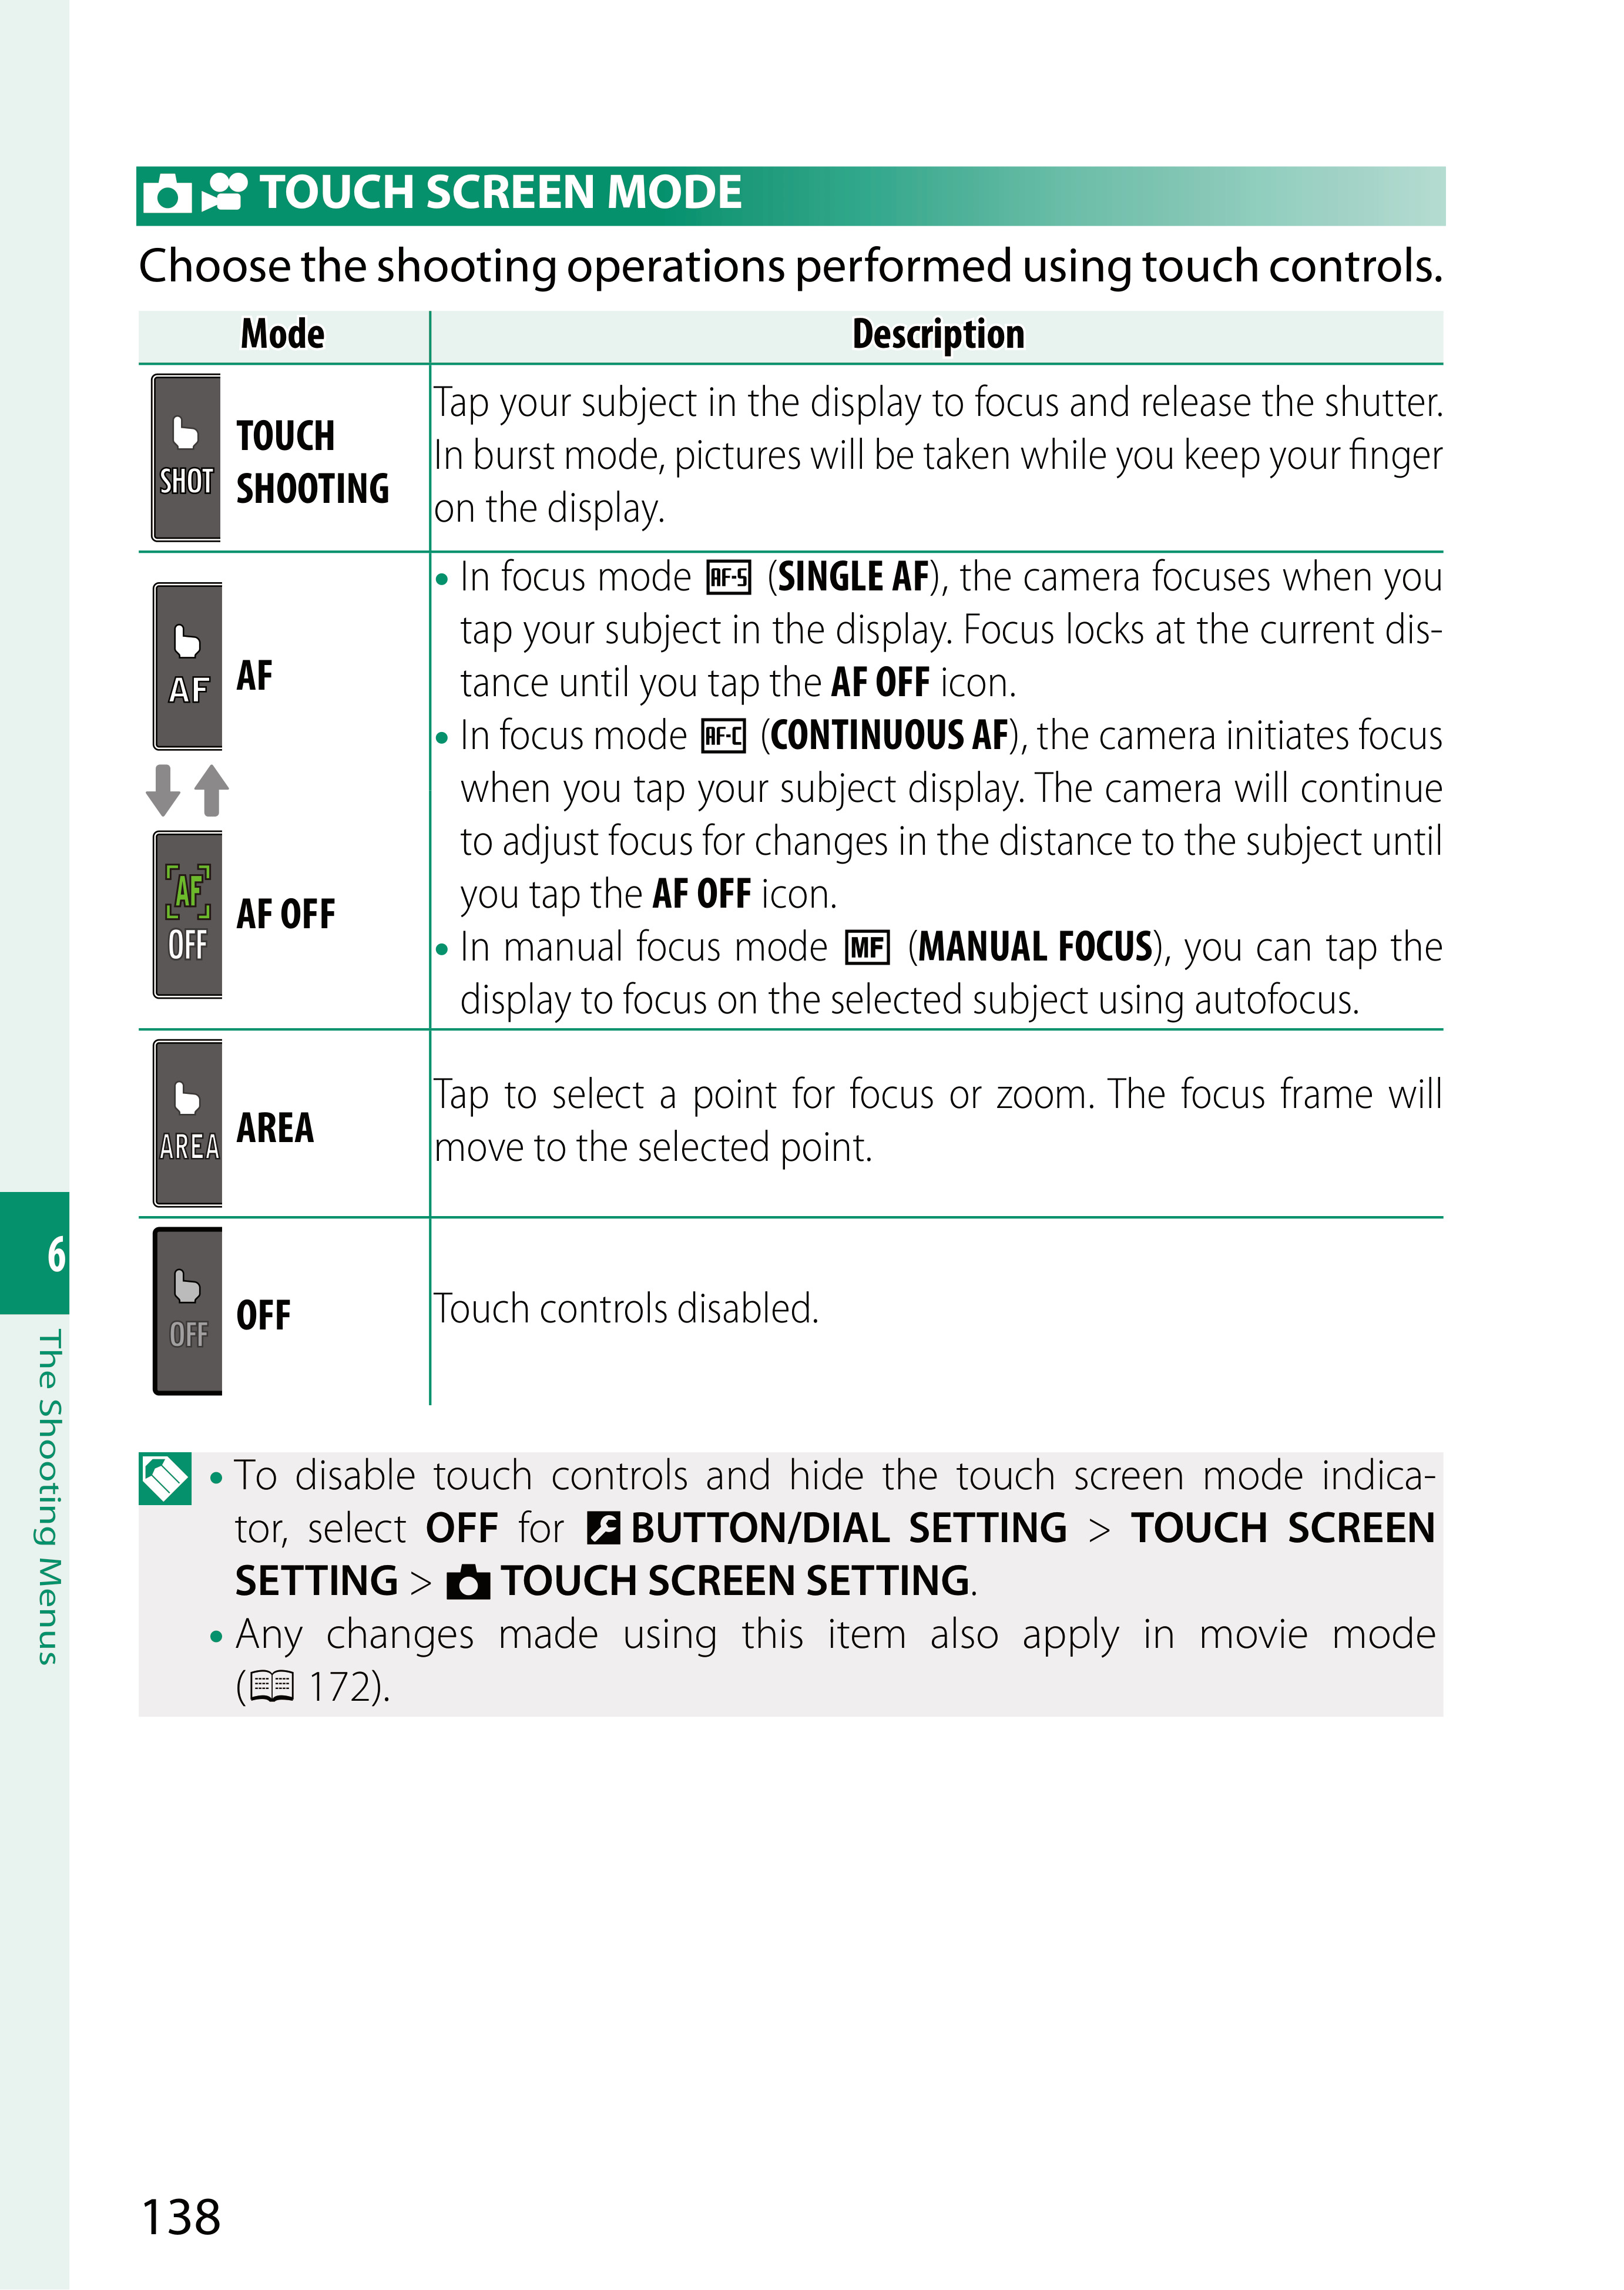 TOUCH SCREEN MODE
Choose the shooting operations performed using touch controls.
Mode
Description
SHOT
TOUCH
SHOOTING
Tap your subject in the display to focus and release the shutter.
In burst mode, pictures will be taken while you keep your finger
on the display.
AF
AF
AF
OFF
AF OFF
• In focus mode AF-S (SINGLE AF), the camera focuses when you
tap your subject in the display. Focus locks at the current dis-
tance until you tap the AF OFF icon.
• In focus mode AF-C (CONTINUOUS AF), the camera initiates focus
when you tap your subject display. The camera will continue
to adjust focus for changes in the distance to the subject until
you tap the AF OFF icon.
• In manual focus mode MF (MANUAL FOCUS), you can tap the
display to focus on the selected subject using autofocus.
AREA
AREA
Tap to select a point for focus or zoom. The focus frame will
move to the selected point.
OFF
OFF
Touch controls disabled.
• To disable touch controls and hide the touch screen mode indica-
tor, select OFF for BUTTON/DIAL SETTING > TOUCH SCREEN
SETTING > TOUCH SCREEN SETTING.
• Any changes made using this item also apply in movie mode
(172).
6
The Shooting Menus
138